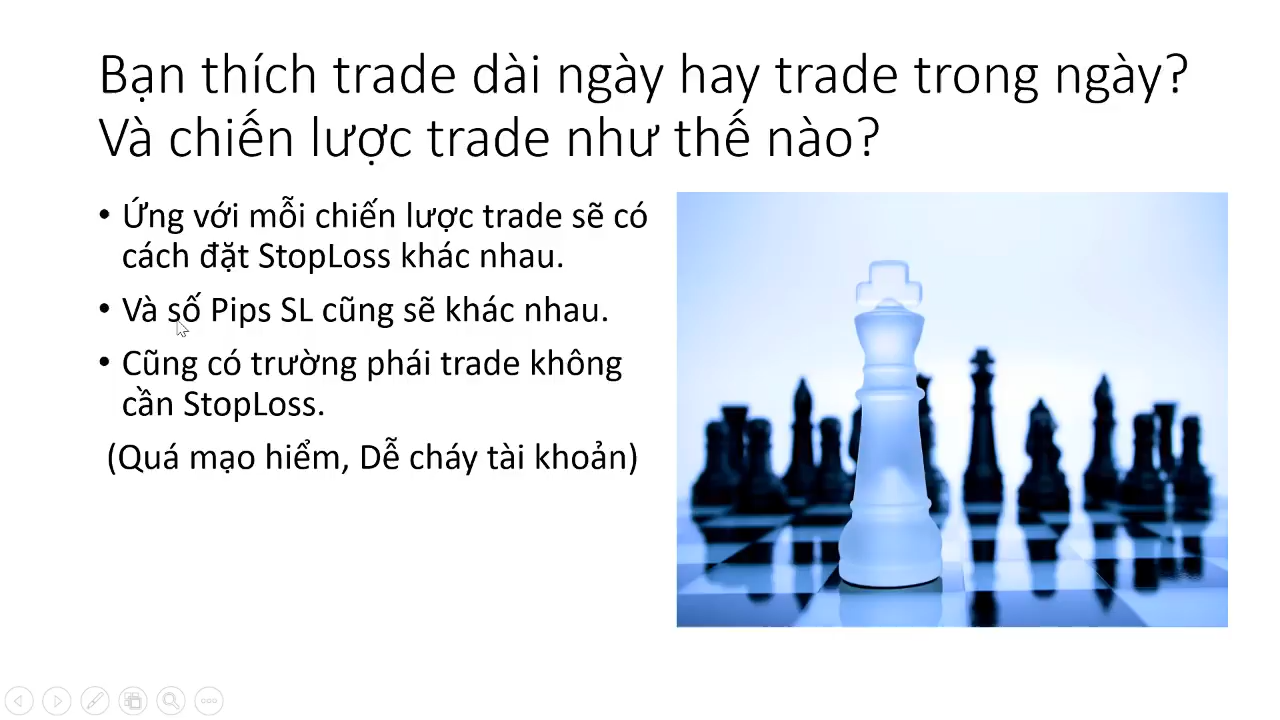 Bạn thích trade dài ngày hay trade trong ngày?
Và chiến lược trade như thế nào?
• Ứng với mỗi chiến lược trade sẽ có
cách đặt StopLoss khác nhau.
• Và số Pips SL cũng sẽ khác nhau.
• Cũng có trường phái trade không
cần StopLoss.
(Quá mạo hiểm, Dễ cháy tài khoản)